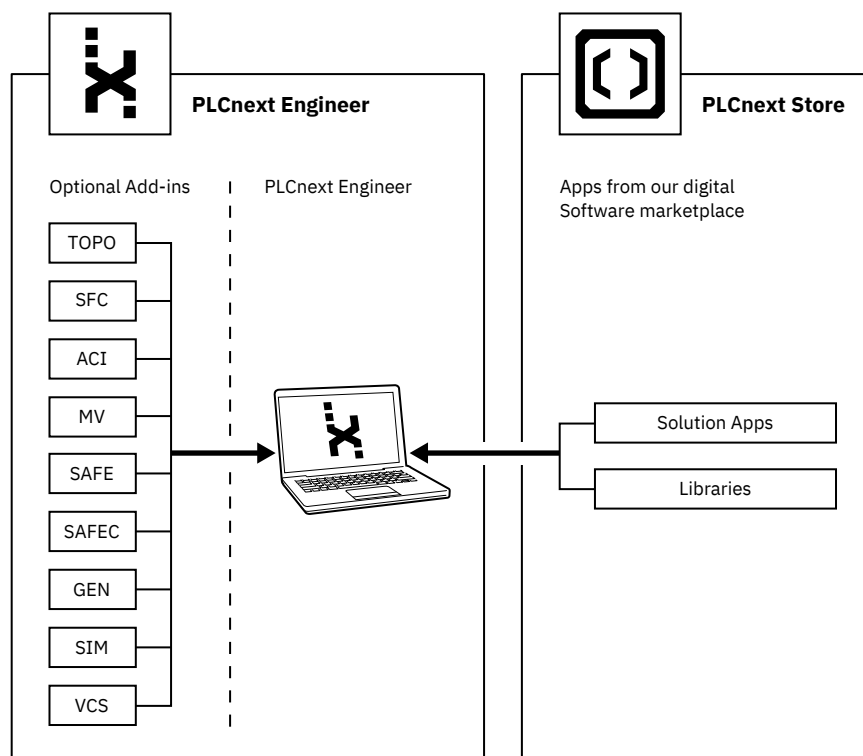 PLCnext Engineer
PLCnext Store
Optional Add-ins
PLCnext Engineer
Apps from our digital
Software marketplace
TOPO
SFC
ACI
MV
SAFE
SAFEC
GEN
SIM
VCS
Solution Apps
Libraries